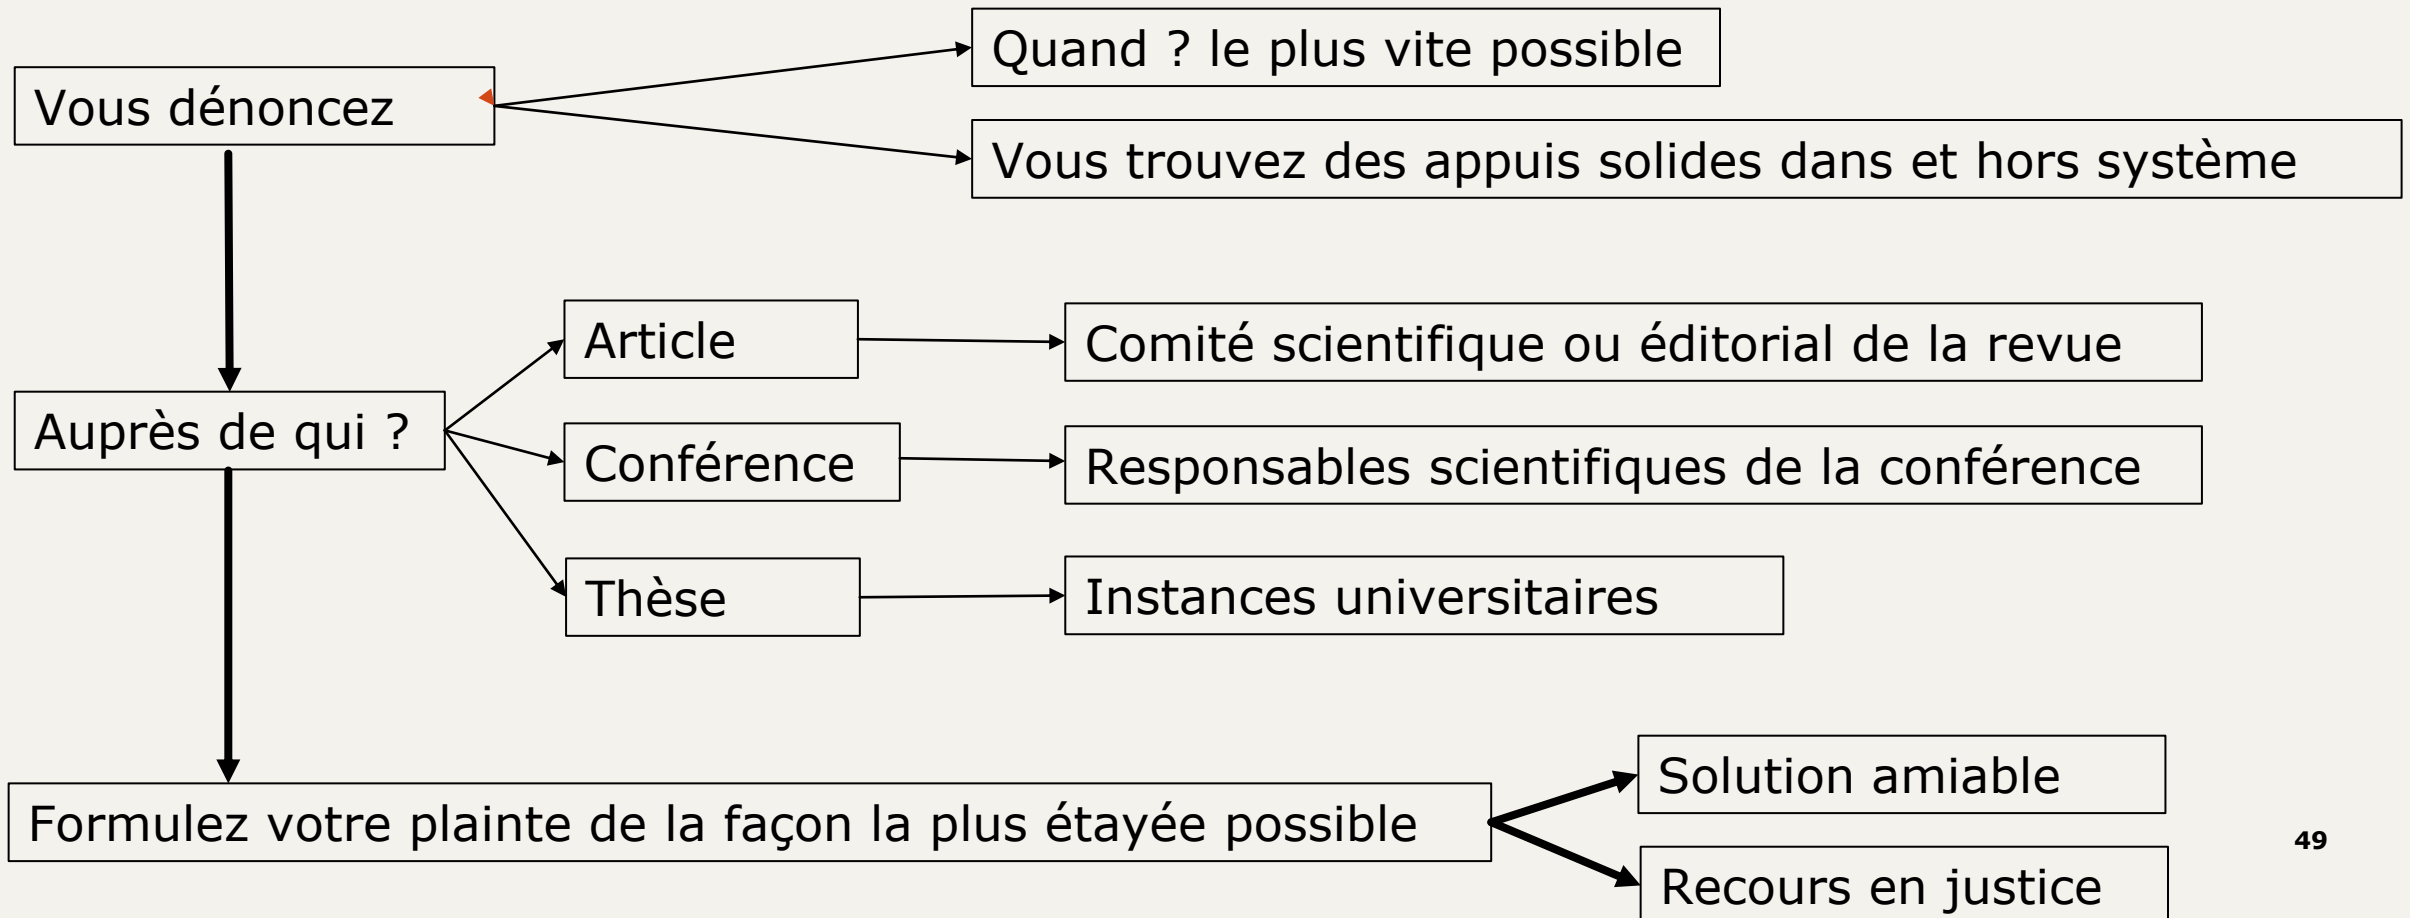 Quand ? le plus vite possible
Vous dénoncez
Vous trouvez des appuis solides dans et hors système
Article
Comité scientifique ou éditorial de la revue
Auprès de qui ?
Conférence
Responsables scientifiques de la conférence
Thèse
Instances universitaires
Formulez votre plainte de la façon la plus étayée possible
Solution amiable
49
Recours en justice